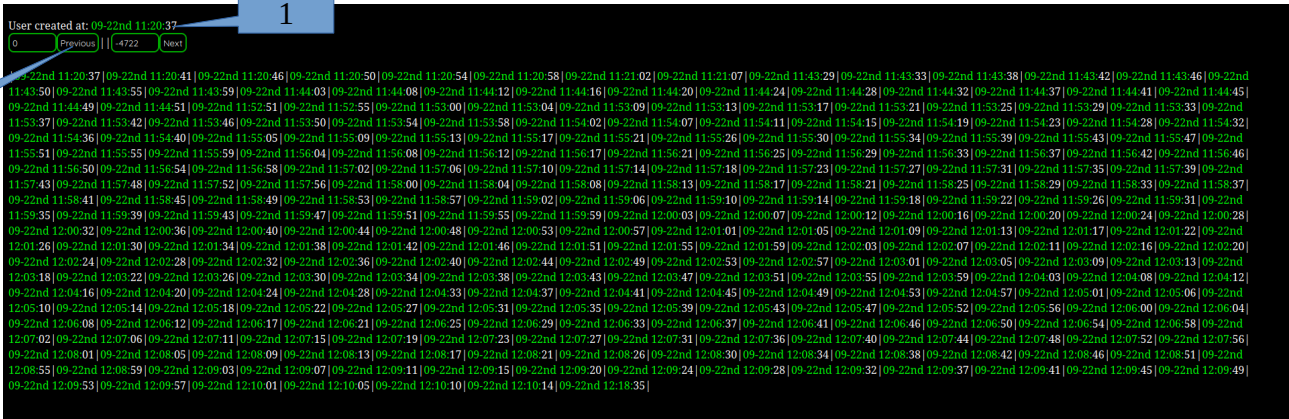 1
User created at: 09-22nd 11:20:37
0 Previous || -4722 Next
|09-22nd 11:20:37|09-22nd 11:20:41|09-22nd 11:20:46|09-22nd 11:20:50|09-22nd 11:20:54|09-22nd 11:20:58|09-22nd 11:21:02|09-22nd 11:21:07|09-22nd 11:43:29|09-22nd 11:43:33|09-22nd 11:43:38|09-22nd 11:43:42|09-22nd 11:43:46|09-22nd
11:43:50|09-22nd 11:43:55|09-22nd 11:43:59|09-22nd 11:44:03|09-22nd 11:44:08|09-22nd 11:44:12|09-22nd 11:44:16|09-22nd 11:44:20|09-22nd 11:44:24|09-22nd 11:44:28|09-22nd 11:44:32|09-22nd 11:44:37|09-22nd 11:44:41|09-22nd 11:44:45|
09-22nd 11:44:49|09-22nd 11:44:51|09-22nd 11:52:51|09-22nd 11:52:55|09-22nd 11:53:00|09-22nd 11:53:04|09-22nd 11:53:09|09-22nd 11:53:13|09-22nd 11:53:17|09-22nd 11:53:21|09-22nd 11:53:25|09-22nd 11:53:29|09-22nd 11:53:33|09-22nd
11:53:37|09-22nd 11:53:42|09-22nd 11:53:46|09-22nd 11:53:50|09-22nd 11:53:54|09-22nd 11:53:58|09-22nd 11:54:02|09-22nd 11:54:07|09-22nd 11:54:11|09-22nd 11:54:15|09-22nd 11:54:19|09-22nd 11:54:23|09-22nd 11:54:28|09-22nd 11:54:32|
09-22nd 11:54:36|09-22nd 11:54:40|09-22nd 11:55:05|09-22nd 11:55:09|09-22nd 11:55:13|09-22nd 11:55:17|09-22nd 11:55:21|09-22nd 11:55:26|09-22nd 11:55:30|09-22nd 11:55:34|09-22nd 11:55:39|09-22nd 11:55:43|09-22nd 11:55:47|09-22nd
11:55:51|09-22nd 11:55:55|09-22nd 11:55:59|09-22nd 11:56:04|09-22nd 11:56:08|09-22nd 11:56:12|09-22nd 11:56:17|09-22nd 11:56:21|09-22nd 11:56:25|09-22nd 11:56:29|09-22nd 11:56:33|09-22nd 11:56:37|09-22nd 11:56:42|09-22nd 11:56:46|
09-22nd 11:56:50|09-22nd 11:56:54|09-22nd 11:56:58|09-22nd 11:57:02|09-22nd 11:57:06|09-22nd 11:57:10|09-22nd 11:57:14|09-22nd 11:57:18|09-22nd 11:57:23|09-22nd 11:57:27|09-22nd 11:57:31|09-22nd 11:57:35|09-22nd 11:57:39|09-22nd
11:57:43|09-22nd 11:57:48|09-22nd 11:57:52|09-22nd 11:57:56|09-22nd 11:58:00|09-22nd 11:58:04|09-22nd 11:58:08|09-22nd 11:58:13|09-22nd 11:58:17|09-22nd 11:58:21|09-22nd 11:58:25|09-22nd 11:58:29|09-22nd 11:58:33|09-22nd 11:58:37|
09-22nd 11:58:41|09-22nd 11:58:45|09-22nd 11:58:49|09-22nd 11:58:53|09-22nd 11:58:57|09-22nd 11:59:02|09-22nd 11:59:06|09-22nd 11:59:10|09-22nd 11:59:14|09-22nd 11:59:18|09-22nd 11:59:22|09-22nd 11:59:26|09-22nd 11:59:31|09-22nd
11:59:35|09-22nd 11:59:39|09-22nd 11:59:43|09-22nd 11:59:47|09-22nd 11:59:51|09-22nd 11:59:55|09-22nd 11:59:59|09-22nd 12:00:03|09-22nd 12:00:07|09-22nd 12:00:12|09-22nd 12:00:16|09-22nd 12:00:20|09-22nd 12:00:24|09-22nd 12:00:28|
09-22nd 12:00:32|09-22nd 12:00:36|09-22nd 12:00:40|09-22nd 12:00:44|09-22nd 12:00:48|09-22nd 12:00:53|09-22nd 12:00:57|09-22nd 12:01:01|09-22nd 12:01:05|09-22nd 12:01:09|09-22nd 12:01:13|09-22nd 12:01:17|09-22nd 12:01:22|09-22nd
12:01:26|09-22nd 12:01:30|09-22nd 12:01:34|09-22nd 12:01:38|09-22nd 12:01:42|09-22nd 12:01:46|09-22nd 12:01:51|09-22nd 12:01:55|09-22nd 12:01:59|09-22nd 12:02:03|09-22nd 12:02:07|09-22nd 12:02:11|09-22nd 12:02:16|09-22nd 12:02:20|
09-22nd 12:02:24|09-22nd 12:02:28|09-22nd 12:02:32|09-22nd 12:02:36|09-22nd 12:02:40|09-22nd 12:02:44|09-22nd 12:02:49|09-22nd 12:02:53|09-22nd 12:02:57|09-22nd 12:03:01|09-22nd 12:03:05|09-22nd 12:03:09|09-22nd 12:03:13|09-22nd
12:03:18|09-22nd 12:03:22|09-22nd 12:03:26|09-22nd 12:03:30|09-22nd 12:03:34|09-22nd 12:03:38|09-22nd 12:03:43|09-22nd 12:03:47|09-22nd 12:03:51|09-22nd 12:03:55|09-22nd 12:03:59|09-22nd 12:04:03|09-22nd 12:04:08|09-22nd 12:04:12|
09-22nd 12:04:16|09-22nd 12:04:20|09-22nd 12:04:24|09-22nd 12:04:28|09-22nd 12:04:33|09-22nd 12:04:37|09-22nd 12:04:41|09-22nd 12:04:45|09-22nd 12:04:49|09-22nd 12:04:53|09-22nd 12:04:57|09-22nd 12:05:01|09-22nd 12:05:06|09-22nd
12:05:10|09-22nd 12:05:14|09-22nd 12:05:18|09-22nd 12:05:22|09-22nd 12:05:27|09-22nd 12:05:31|09-22nd 12:05:35|09-22nd 12:05:39|09-22nd 12:05:43|09-22nd 12:05:47|09-22nd 12:05:52|09-22nd 12:05:56|09-22nd 12:06:00|09-22nd 12:06:04|
09-22nd 12:06:08|09-22nd 12:06:12|09-22nd 12:06:17|09-22nd 12:06:21|09-22nd 12:06:25|09-22nd 12:06:29|09-22nd 12:06:33|09-22nd 12:06:37|09-22nd 12:06:41|09-22nd 12:06:46|09-22nd 12:06:50|09-22nd 12:06:54|09-22nd 12:06:58|09-22nd
12:07:02|09-22nd 12:07:06|09-22nd 12:07:11|09-22nd 12:07:15|09-22nd 12:07:19|09-22nd 12:07:23|09-22nd 12:07:27|09-22nd 12:07:31|09-22nd 12:07:36|09-22nd 12:07:40|09-22nd 12:07:44|09-22nd 12:07:48|09-22nd 12:07:52|09-22nd 12:07:56|
09-22nd 12:08:01|09-22nd 12:08:05|09-22nd 12:08:09|09-22nd 12:08:13|09-22nd 12:08:17|09-22nd 12:08:21|09-22nd 12:08:26|09-22nd 12:08:30|09-22nd 12:08:34|09-22nd 12:08:38|09-22nd 12:08:42|09-22nd 12:08:46|09-22nd 12:08:51|09-22nd
12:08:55|09-22nd 12:08:59|09-22nd 12:09:03|09-22nd 12:09:07|09-22nd 12:09:11|09-22nd 12:09:15|09-22nd 12:09:20|09-22nd 12:09:24|09-22nd 12:09:28|09-22nd 12:09:32|09-22nd 12:09:37|09-22nd 12:09:41|09-22nd 12:09:45|09-22nd 12:09:49|
09-22nd 12:09:53|09-22nd 12:09:57|09-22nd 12:10:01|09-22nd 12:10:05|09-22nd 12:10:10|09-22nd 12:10:14|09-22nd 12:18:35|